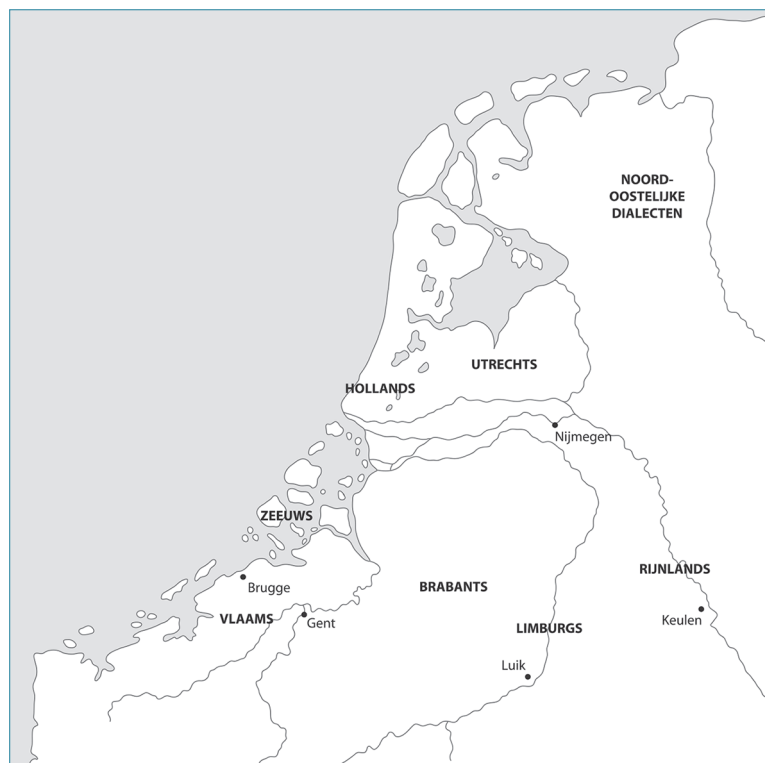 NOORD-
OOSTELIJKE
DIALECTEN
UTRECHTS
HOLLANDS
Nijmegen
ZEEUWS
RIJNLANDS
Brugge
BRABANTS
VLAAMS
Gent
Keulen
LIMBURGS
Luik